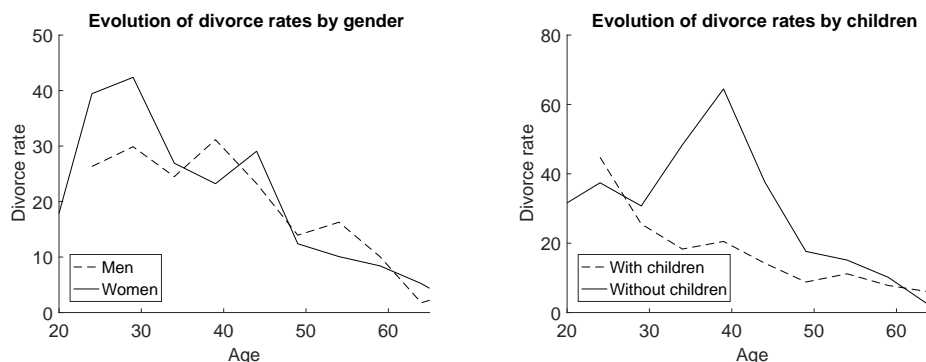 Evolution of divorce rates by gender
50
40
30
20
10
0
Divorce rate
Men
Women
20 30 40 50 60
Age
Evolution of divorce rates by children
80
60
40
20
0
Divorce rate
With children
Without children
20 30 40 50 60
Age